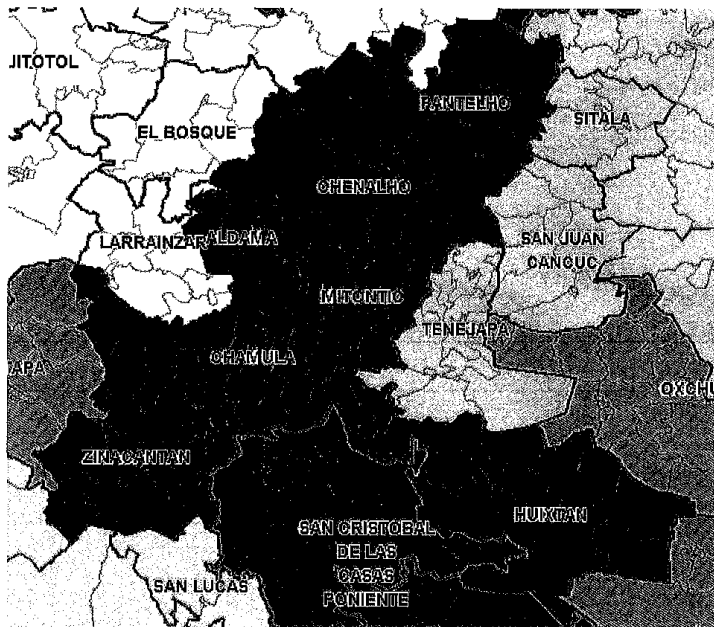 JITOTOL
PANTELHO
EL BOSQUE
SITALA
CHENALHO
LARRAINZAR
ALDAMA
SAN JUAN
CANCUC
MITONTIC
TENEJAPA
CHAMULA
APA
OXCHU
ZINACANTAN
SAN CRISTOBAL
DE LAS
CASAS
PONIENTE
HUIXTAN
SAN LUCAS